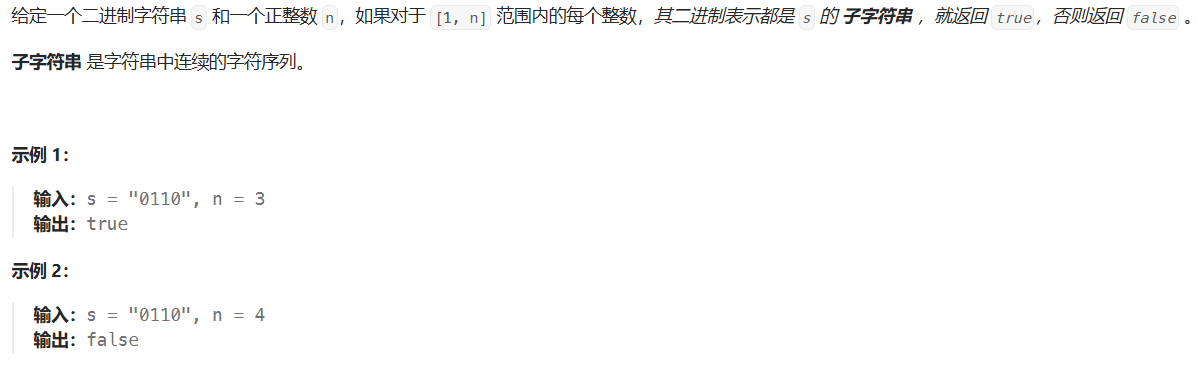 给定一个二进制字符串 s 和一个正整数 n，如果对于 [1, n] 范围内的每个整数，其二进制表示都是 s 的 子字符串 ，就返回 true，否则返回 false 。
子字符串 是字符串中连续的字符序列。
示例 1：
输入：s = "0110", n = 3
输出：true
示例 2：
输入：s = "0110", n = 4
输出：false